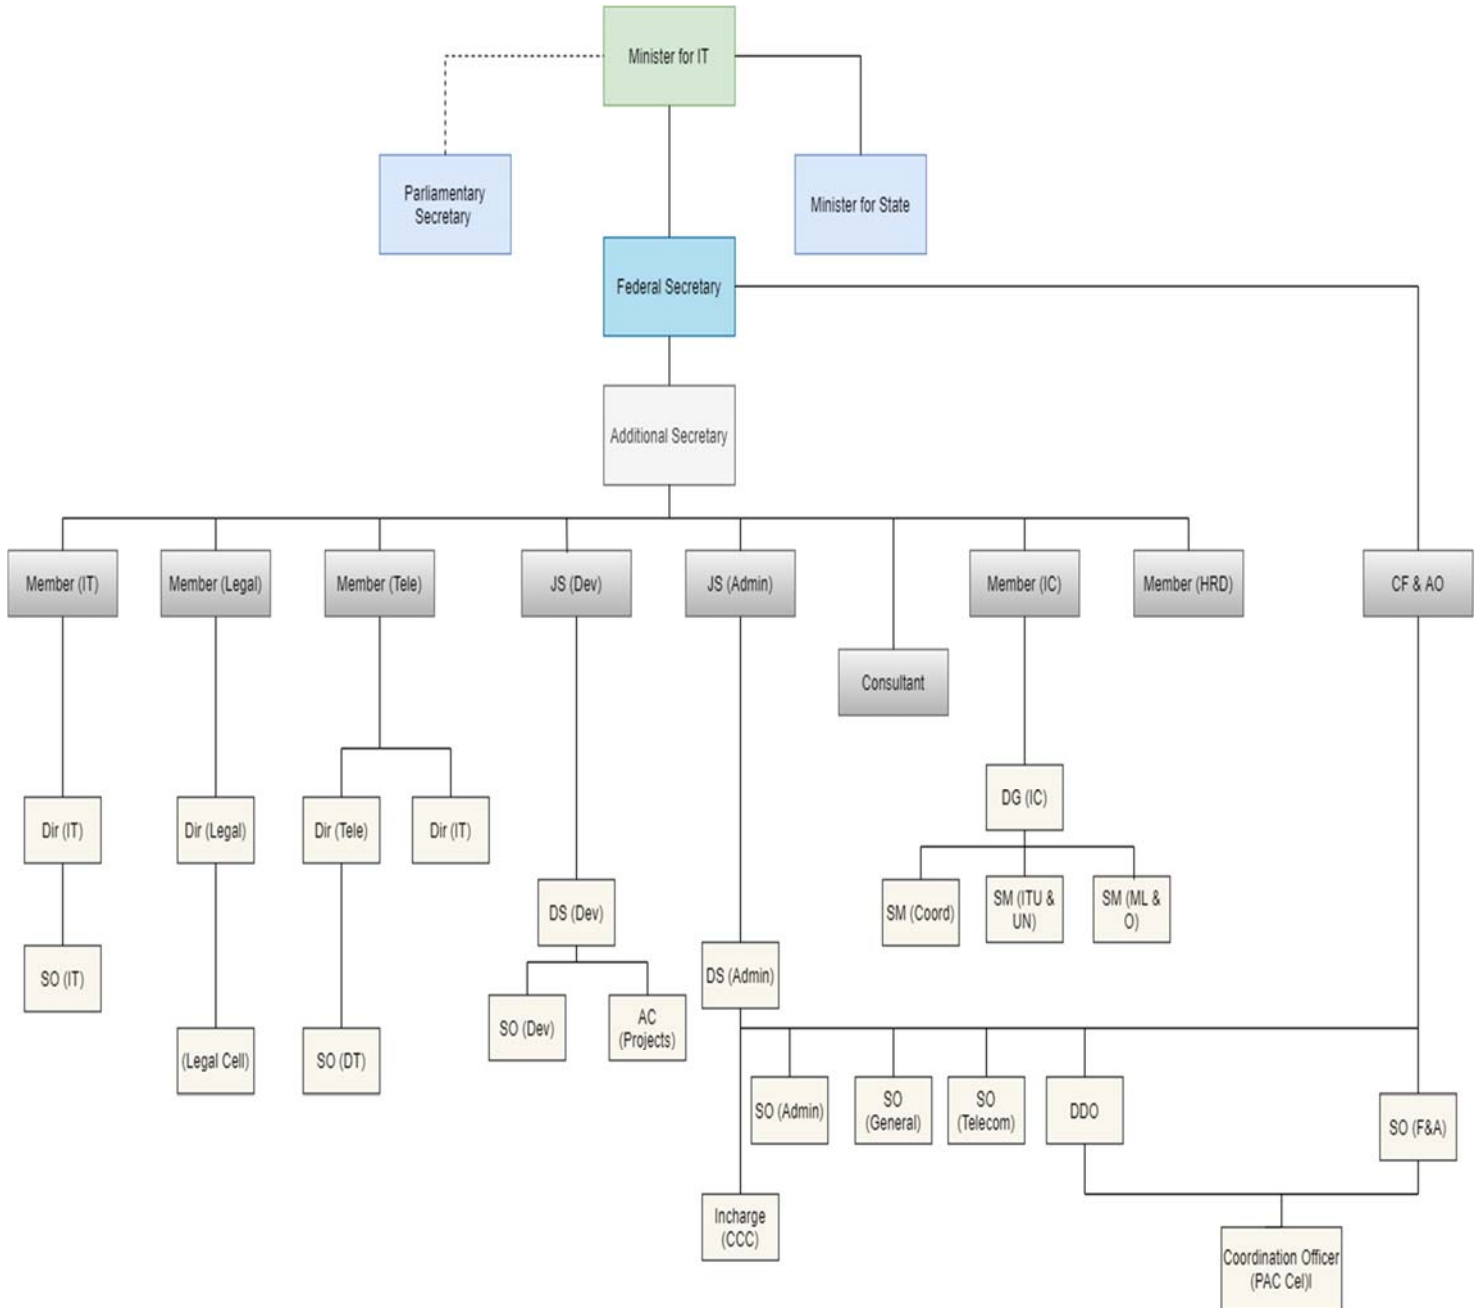 Minister for IT
Parliamentary
Secretary
Minister for State
Federal Secretary
Additional Secretary
Member (IT)
Member (Legal)
Member (Tele)
JS (Dev)
JS (Admin)
Member (IC)
Member (HRD)
CF & AO
Consultant
DG (IC)
Dir (IT)
Dir (Legal)
Dir (Tele)
Dir (IT)
DS (Dev)
SM (Coord)
SM (ITU &
UN)
SM (ML &
O)
SO (IT)
DS (Admin)
SO (Dev)
AC
(Projects)
(Legal Cell)
SO (DT)
SO (Admin)
SO
(General)
SO
(Telecom)
DDO
SO (F&A)
Incharge
(CCC)
Coordination Officer
(PAC Cel)l